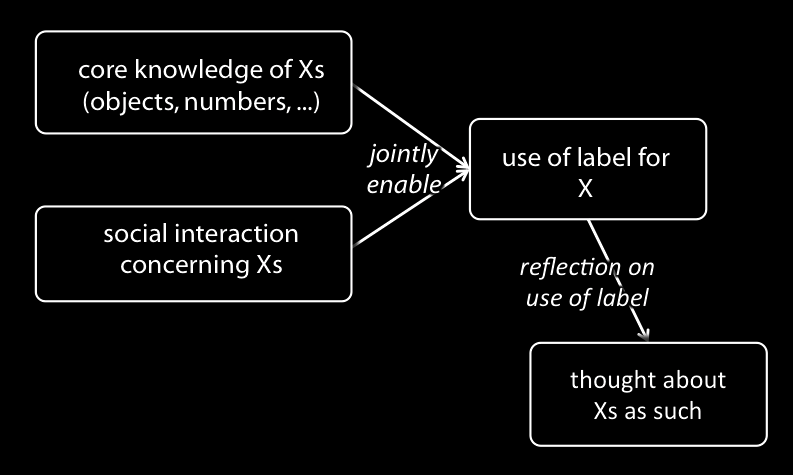 core knowledge of Xs
(objects, numbers, ...)
jointly
enable
use of label for
X
social interaction
concerning Xs
reflection on
use of label
thought about
Xs as such